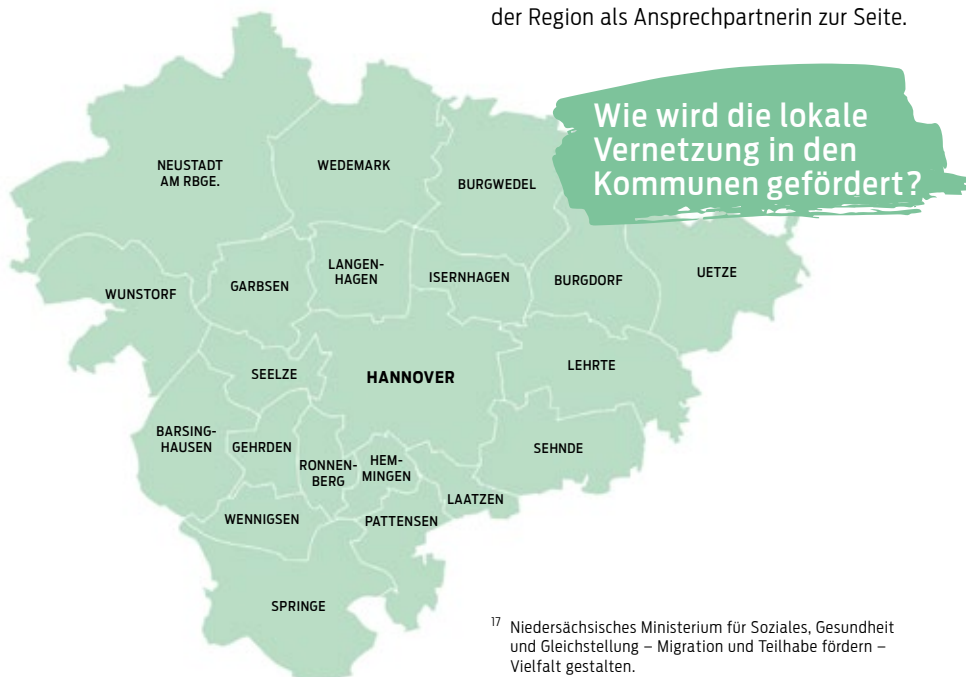 der Region als Ansprechpartnerin zur Seite.
Wie wird die lokale
Vernetzung in den
Kommunen gefördert?
NEUSTADT
AM RBGE.
WEDEMARK
BURGWEDEL
WUNSTORF
GARBSEN
LANGEN-
HAGEN
ISERNHAGEN
BURGDORF
UETZE
SEELZE
HANNOVER
LEHRTE
BARSING-
HAUSEN
GEHRDEN
RONNEN-
BERG
HEM-
MINGEN
SEHNDE
LAATZEN
WENNIGSEN
PATTENSEN
SPRINGE
17 Niedersächsisches Ministerium für Soziales, Gesundheit
und Gleichstellung – Migration und Teilhabe fördern –
Vielfalt gestalten.